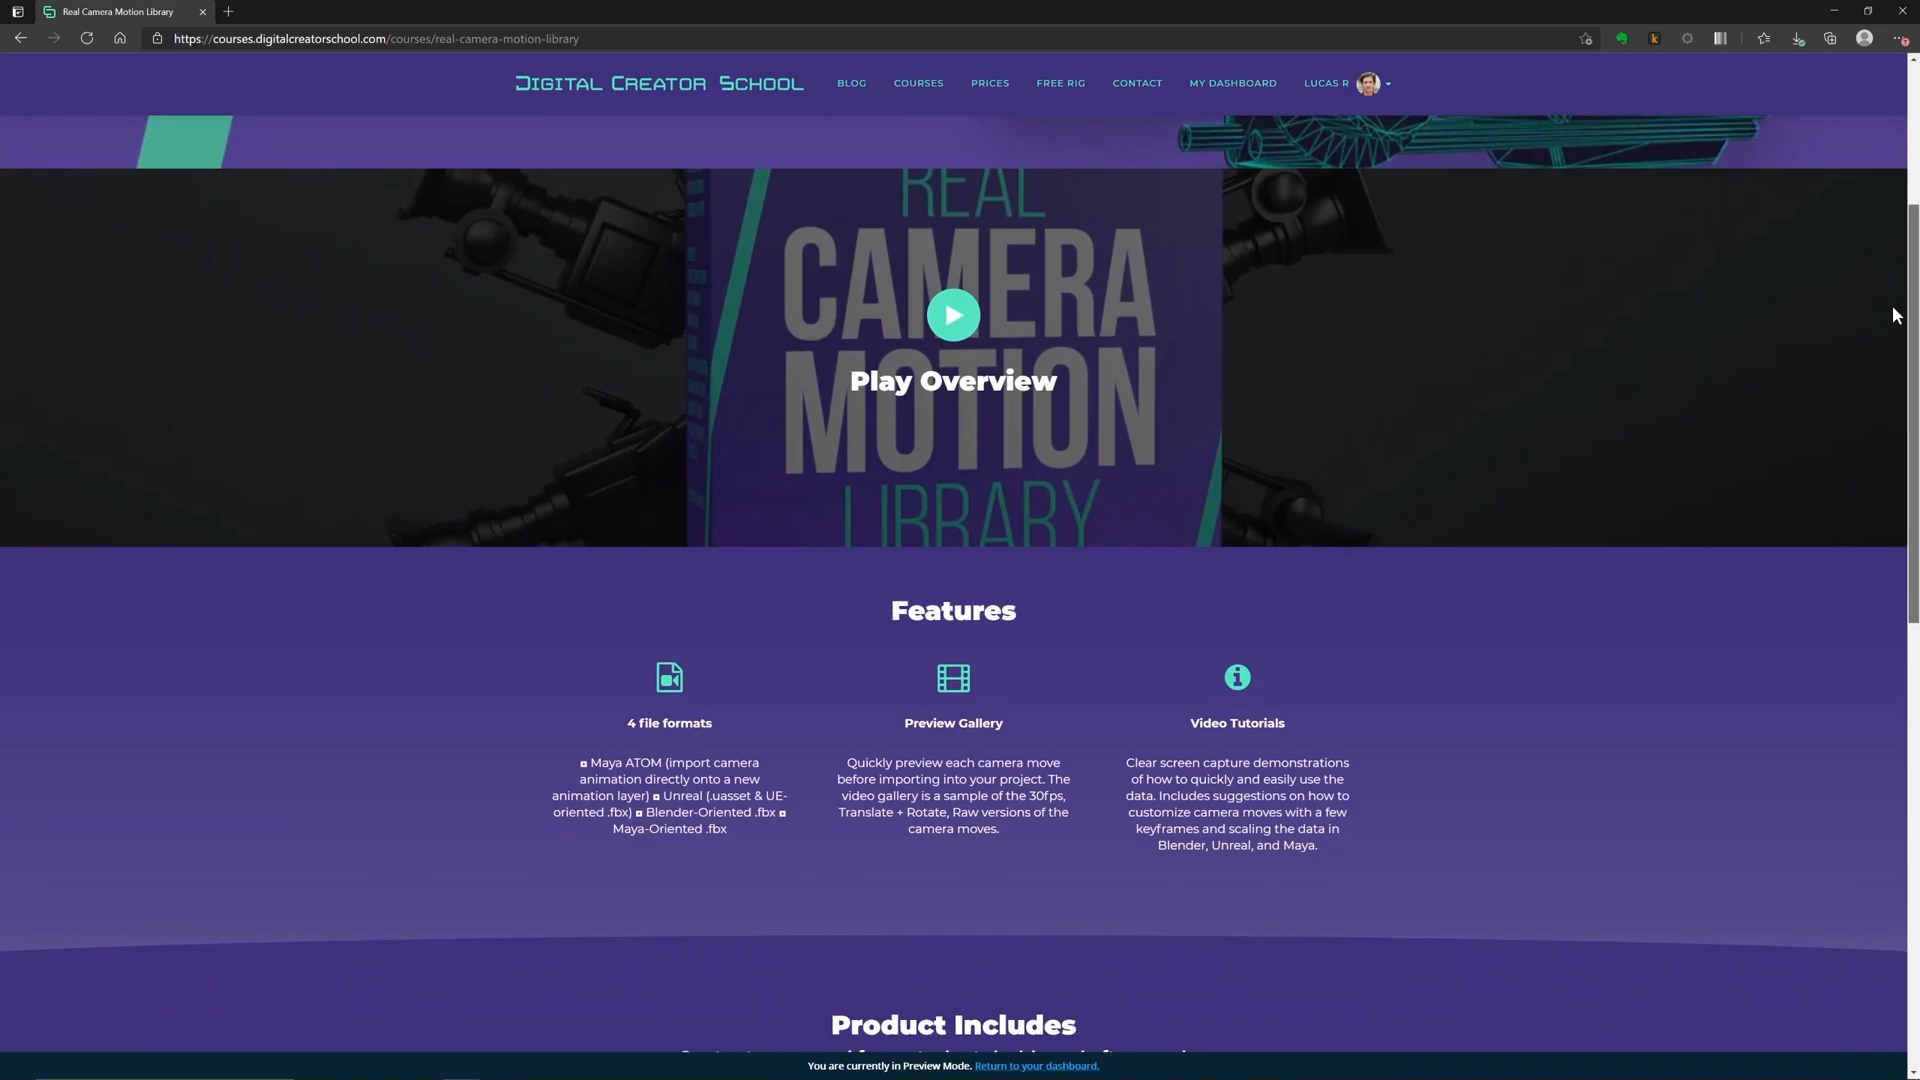 Real Camera Motion Library
https://courses.digitalcreatorschool.com/courses/real-camera-motion-library
Digital Creator School
BLOG
COURSES
PRICES
FREE RIG
CONTACT
MY DASHBOARD
LUCAS R
REAL
CAMERA
MOTION
LIBRARY
Play Overview
Features
4 file formats
Maya ATOM (import camera
animation directly onto a new
animation layer) ◘ Unreal (.uasset & UE-
oriented .fbx) ◘ Blender-Oriented .fbx ◘
Maya-Oriented .fbx
Preview Gallery
Quickly preview each camera move
before importing into your project. The
video gallery is a sample of the 30fps,
Translate + Rotate, Raw versions of the
camera moves.
Video Tutorials
Clear screen capture demonstrations
of how to quickly and easily use the
data. Includes suggestions on how to
customize camera moves with a few
keyframes and scaling the data in
Blender, Unreal, and Maya.
Product Includes
You are currently in Preview Mode. Return to your dashboard.